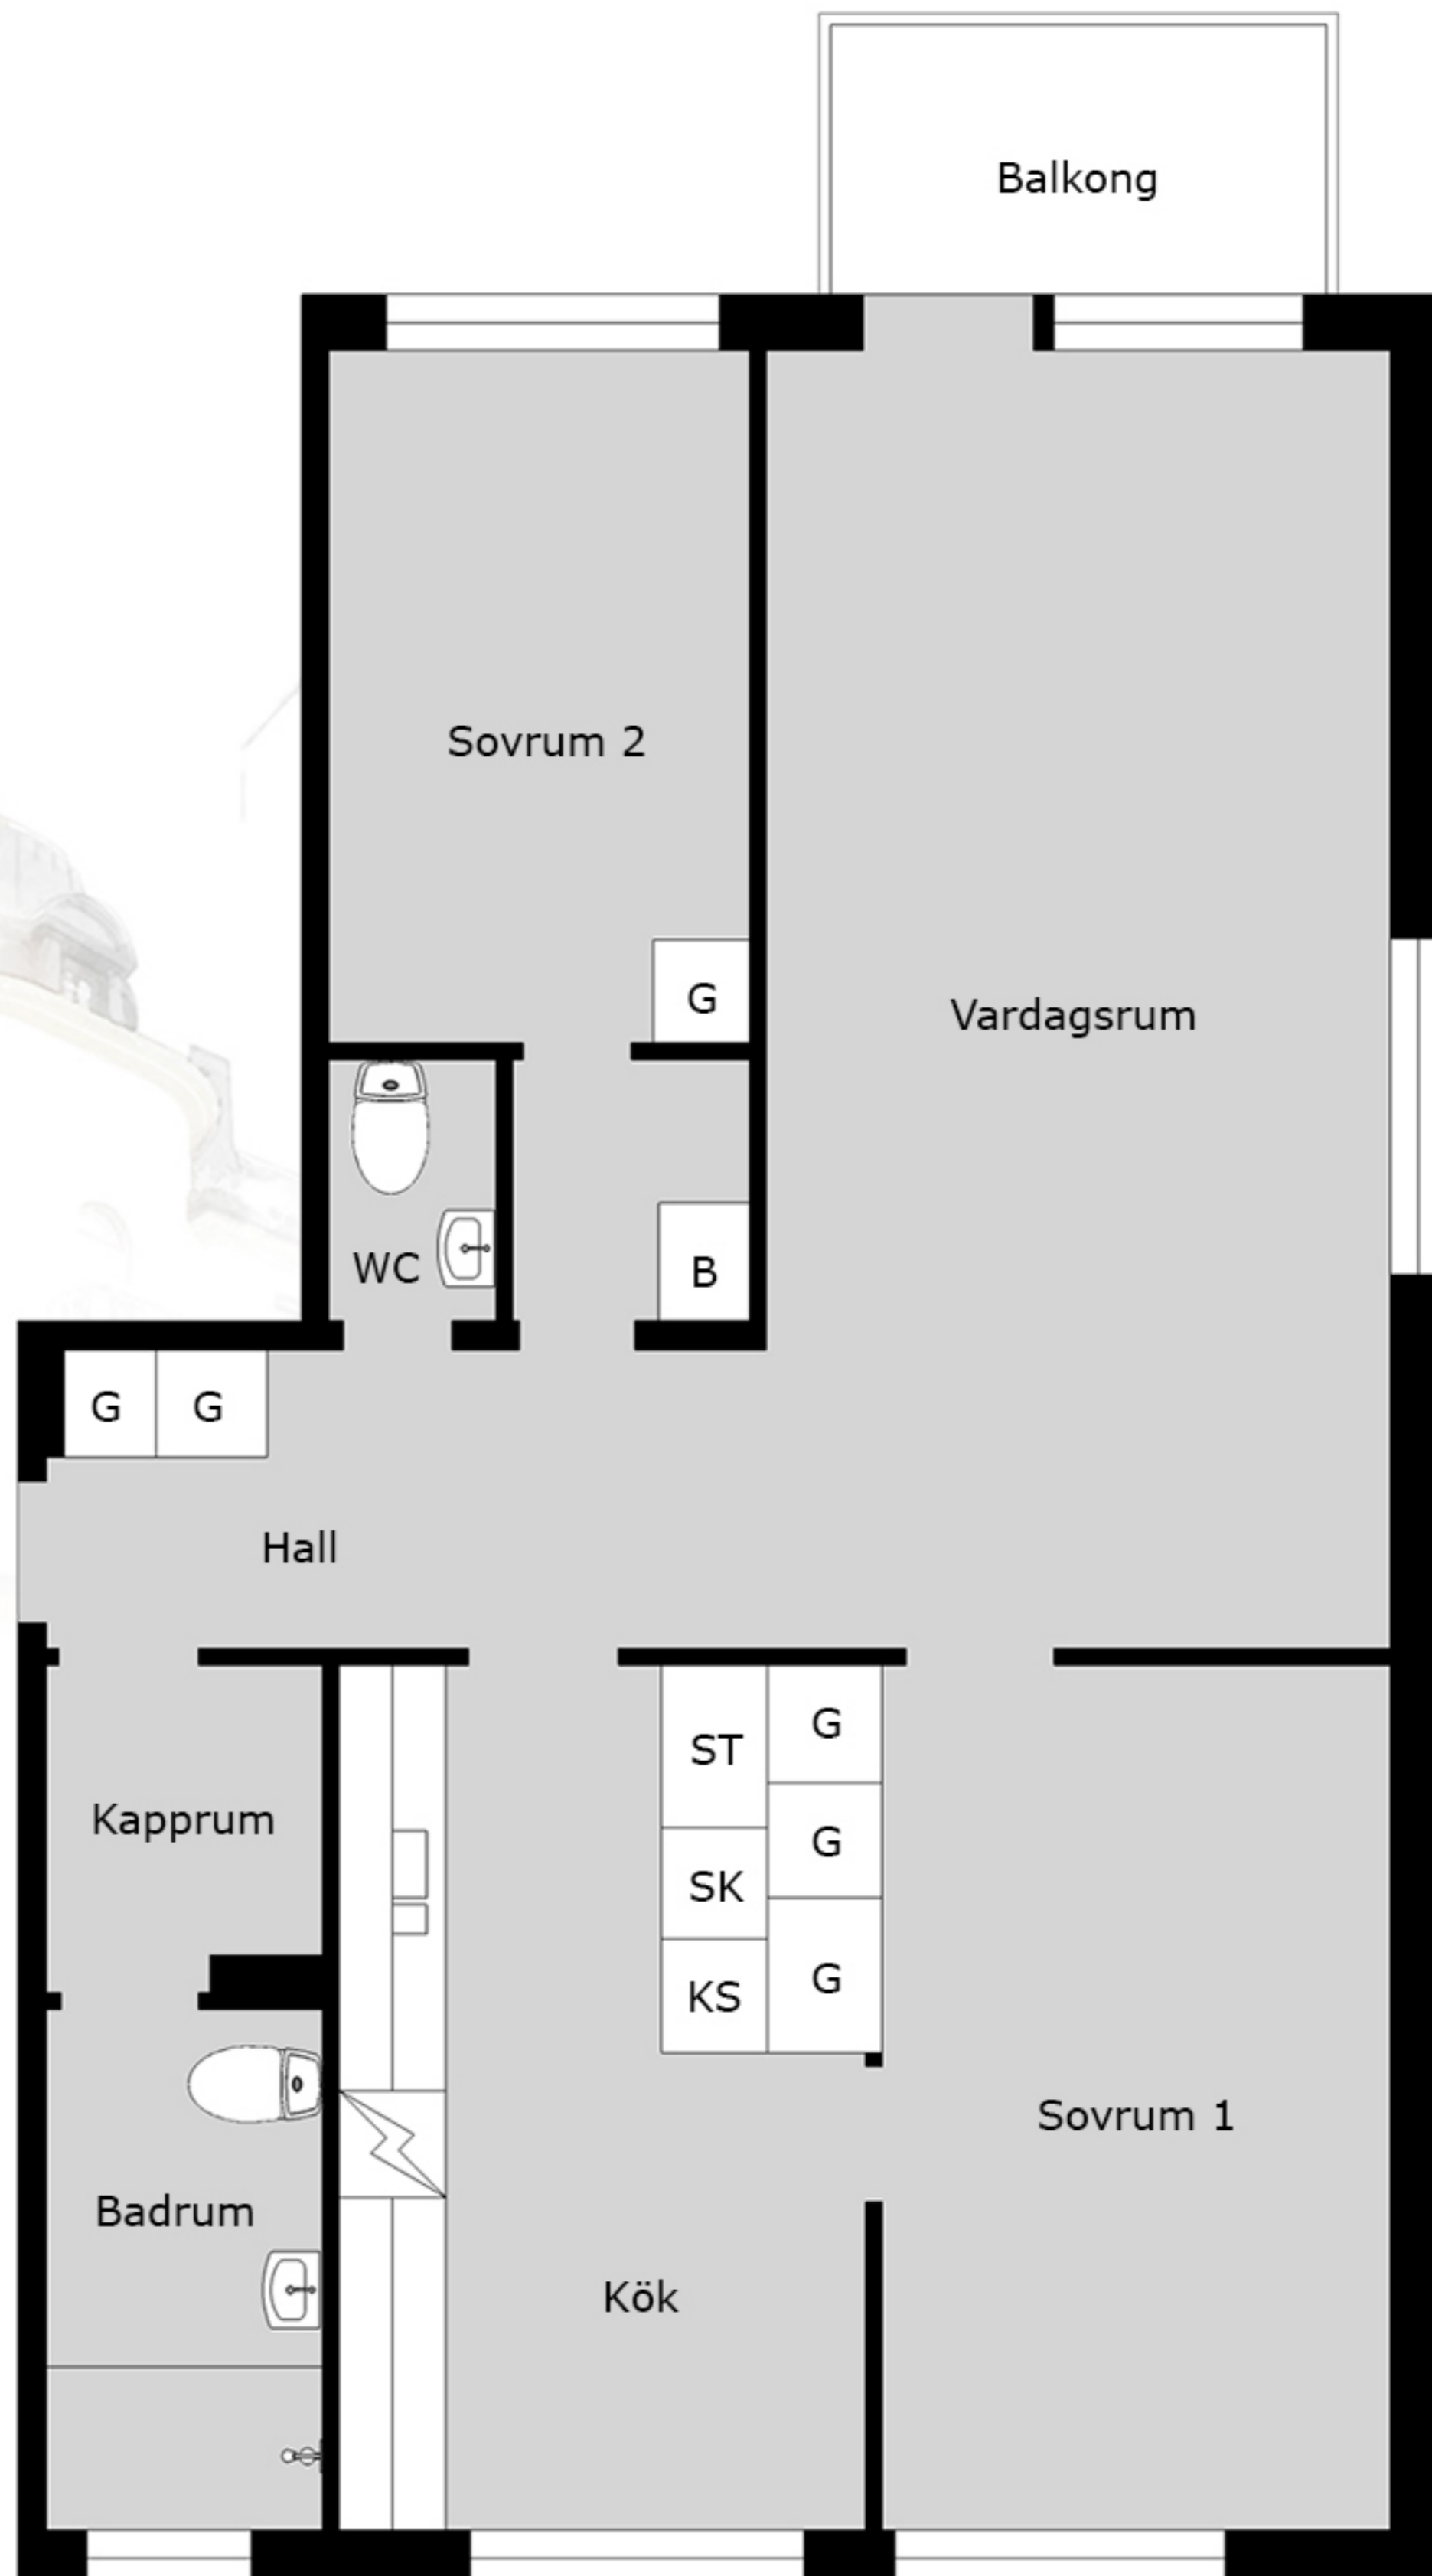 Balkong
Sovrum 2
G
Vardagsrum
WC
B
G G
Hall
ST
G
Kapprum
G
SK
G
KS
Sovrum 1
Badrum
Kök